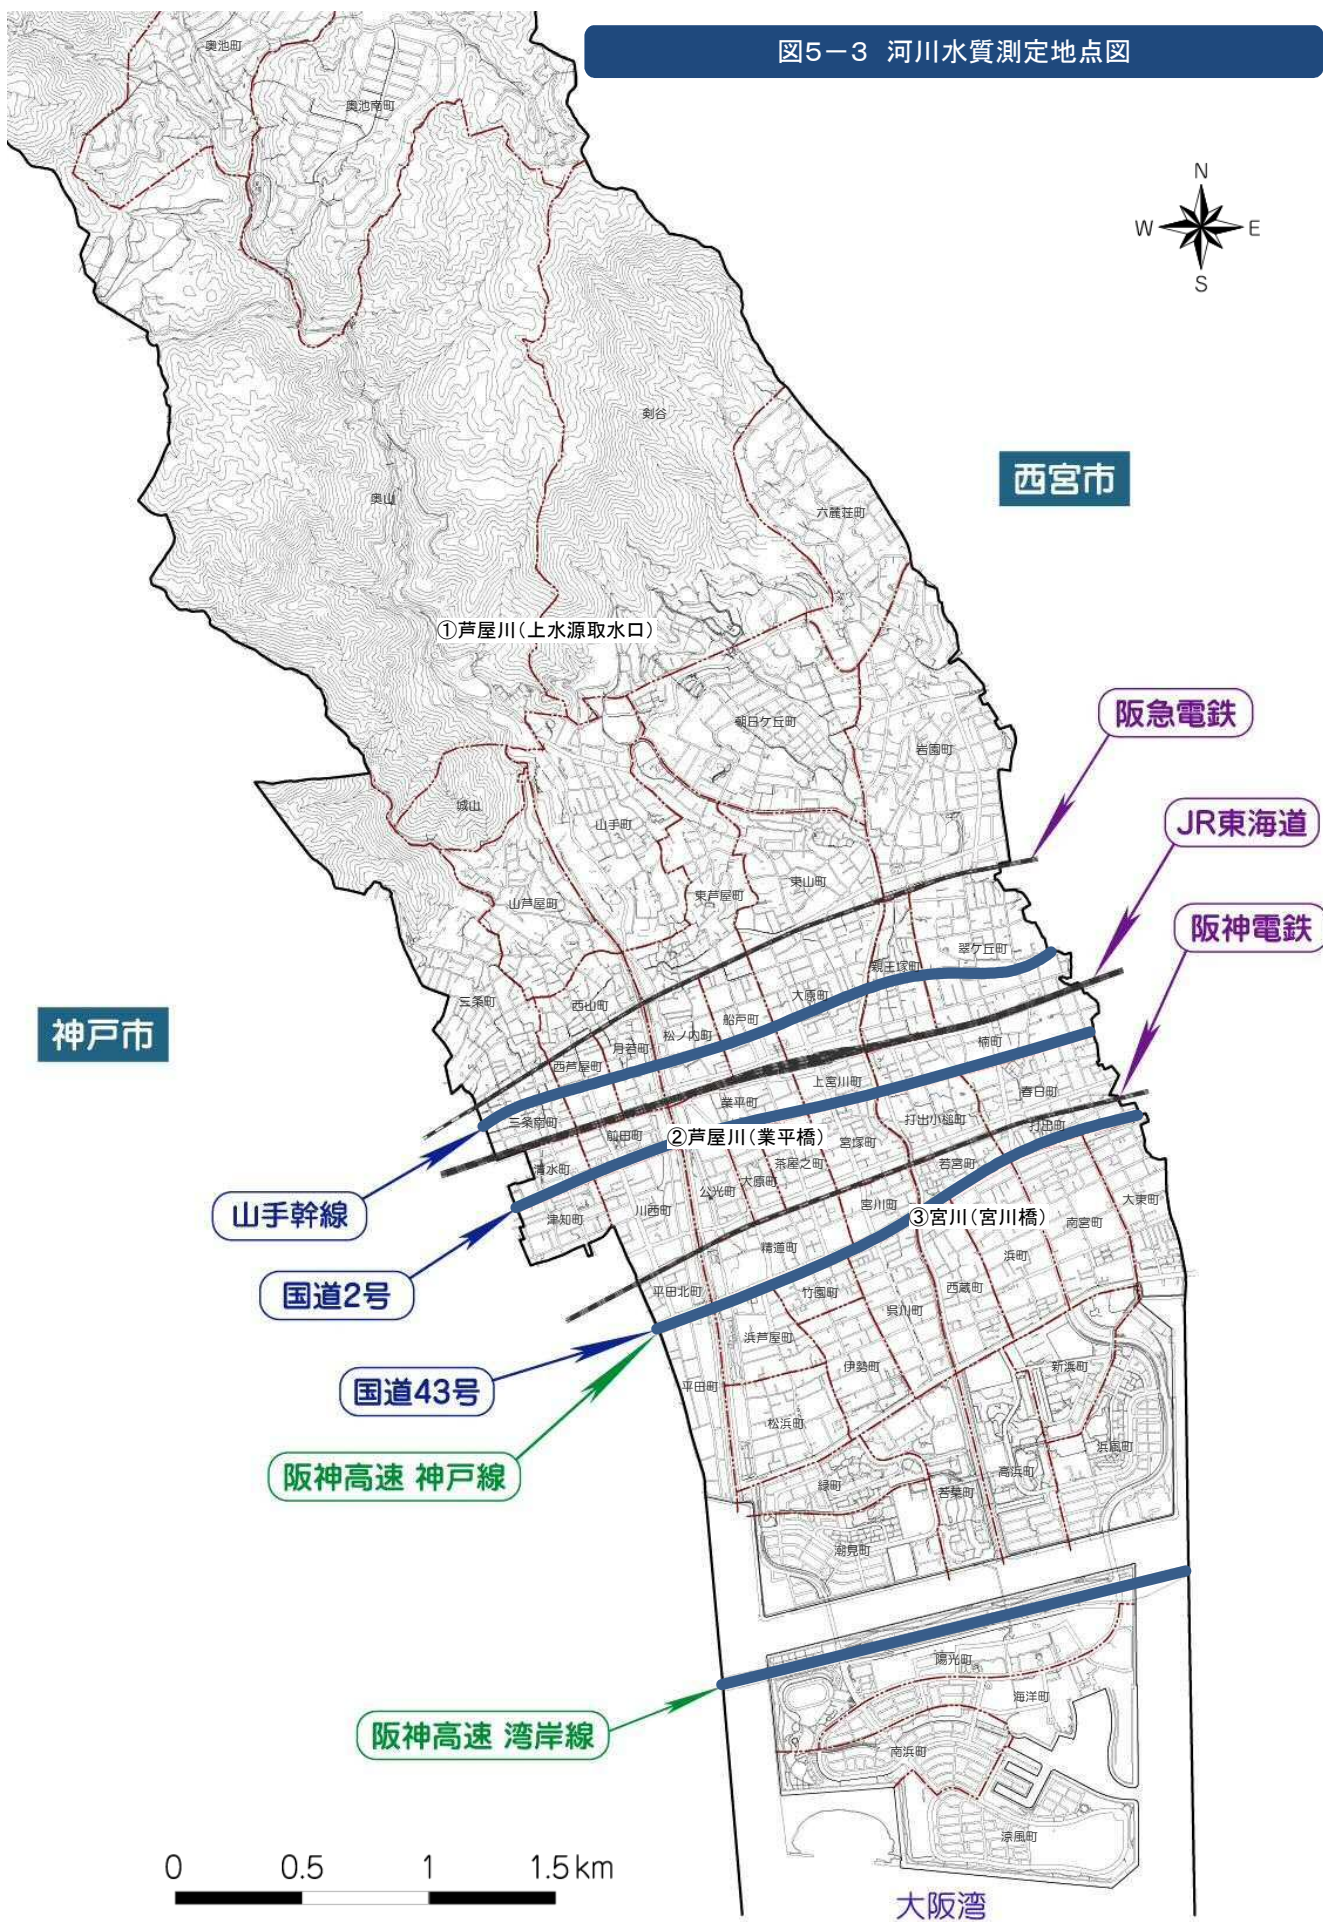 図5－3 河川水質測定地点図
奥池町
奥池南町
N
W
E
S
剣谷
西宮市
奥山
六麓荘町
①芦屋川(上水源取水口)
阪急電鉄
朝日ケ丘町
岩園町
城山
山手町
JR東海道
東山町
東芦屋町
山芦屋町
阪神電鉄
翠ケ丘町
親王塚町
三条町
西山町
大原町
船戸町
松ノ内町
月若町
神戸市
西芦屋町
楠町
上宮川町
春日町
業平町
三条南町
前田町
②芦屋川(業平橋)
宮塚町
打出小槌町
打出町
清水町
茶屋之町
若宮町
大原町
公光町
山手幹線
津知町
川西町
宮川町
③宮川(宮川橋)
南宮町
大東町
精道町
浜町
国道2号
平田北町
竹園町
西蔵町
呉川町
浜芦屋町
国道43号
伊勢町
新浜町
平田町
松浜町
浜風町
阪神高速 神戸線
緑町
高浜町
若葉町
潮見町
陽光町
海洋町
阪神高速 湾岸線
南浜町
涼風町
0 0.5 1 1.5km
大阪湾